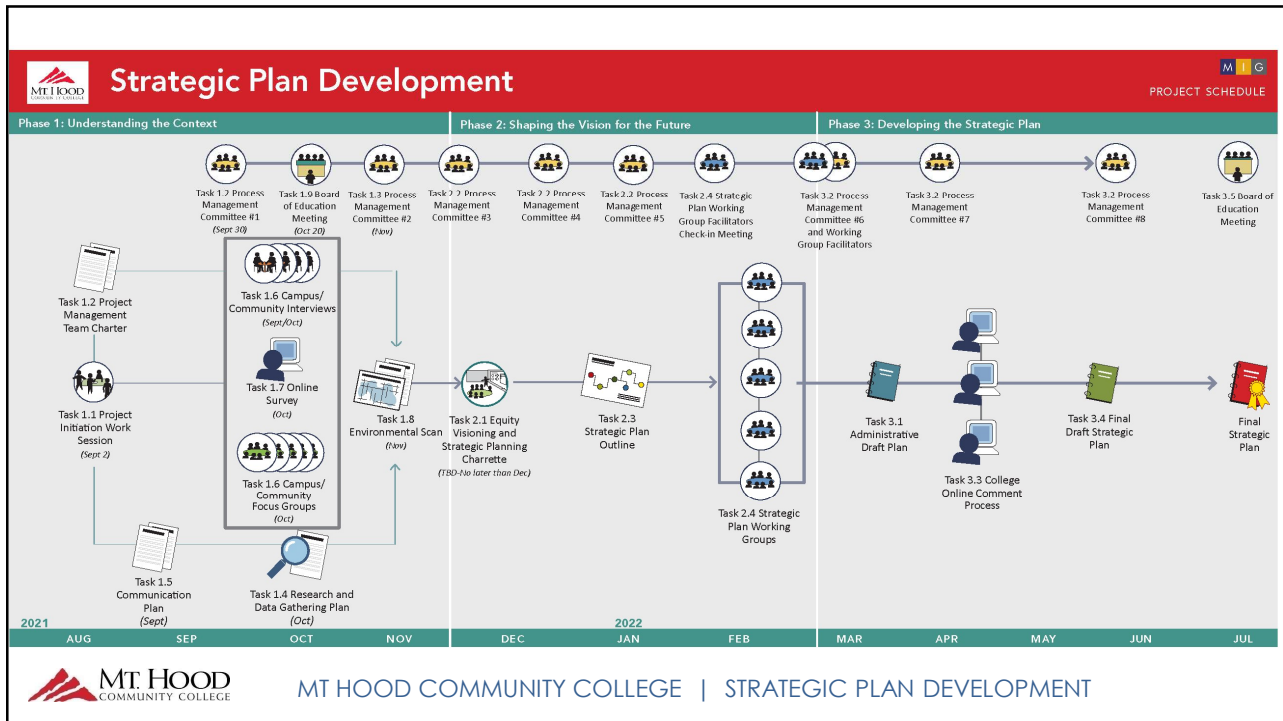 MT. HOOD
COMMUNITY COLLEGE
Strategic Plan Development
M I G
PROJECT SCHEDULE
Phase 1: Understanding the Context
Phase 2: Shaping the Vision for the Future
Phase 3: Developing the Strategic Plan
Task 1.2 Process
Management
Committee #1
(Sept 30)
Task 1.9 Board
of Education
Meeting
(Oct 20)
Task 1.3 Process
Management
Committee #2
(Nov)
Task 2.2 Process
Management
Committee #3
Task 2.2 Process
Management
Committee #4
Task 2.2 Process
Management
Committee #5
Task 2.4 Strategic
Plan Working
Group Facilitators
Check-in Meeting
Task 3.2 Process
Management
Committee #6
and Working
Group Facilitators
Task 3.2 Process
Management
Committee #7
Task 3.2 Process
Management
Committee #8
Task 3.5 Board of
Education
Meeting
Task 1.2 Project
Management
Team Charter
Task 1.6 Campus/
Community Interviews
(Sept/Oct)
Task 1.1 Project
Initiation Work
Session
(Sept 2)
Task 1.7 Online
Survey
(Oct)
Task 1.6 Campus/
Community
Focus Groups
(Oct)
Task 1.8
Environmental Scan
(Nov)
Task 2.1 Equity
Visioning and
Strategic Planning
Charrette
(TBD-No later than Dec)
Task 2.3
Strategic Plan
Outline
Task 2.4 Strategic
Plan Working
Groups
Task 3.1
Administrative
Draft Plan
Task 3.3 College
Online Comment
Process
Task 3.4 Final
Draft Strategic
Plan
Final
Strategic
Plan
Task 1.5
Communication
Plan
(Sept)
Task 1.4 Research and
Data Gathering Plan
(Oct)
2021
2022
AUG SEP OCT NOV DEC JAN FEB MAR APR MAY JUN JUL
MT. HOOD
COMMUNITY COLLEGE
MT HOOD COMMUNITY COLLEGE | STRATEGIC PLAN DEVELOPMENT